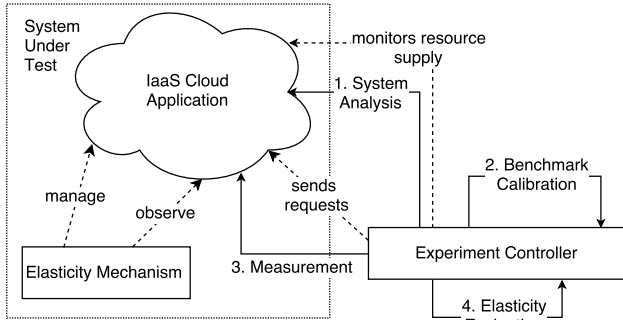 System
Under
Test
IaaS Cloud
Application
monitors resource
supply
1. System
Analysis
2. Benchmark
Calibration
manage
observe
sends
requests
Elasticity Mechanism
3. Measurement
Experiment Controller
4. Elasticity